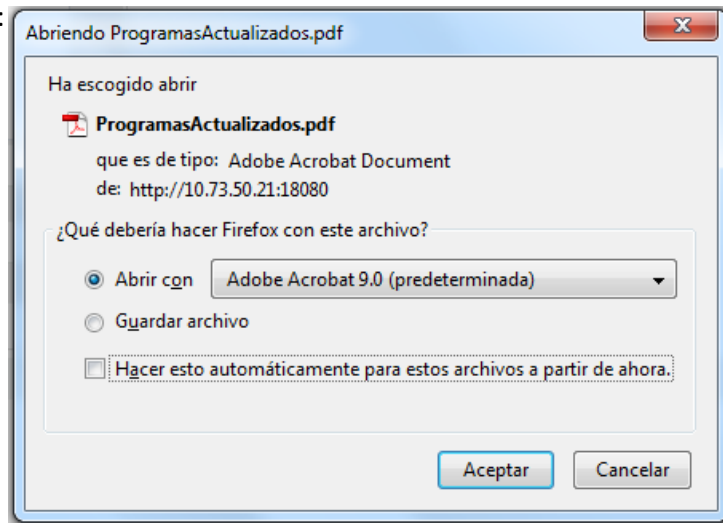 :
Abriendo ProgramasActualizados.pdf
Ha escogido abrir
ProgramasActualizados.pdf
que es de tipo: Adobe Acrobat Document
de: http://10.73.50.21:18080
¿Qué debería hacer Firefox con este archivo?
Abrir con Adobe Acrobat 9.0 (predeterminada)
Guardar archivo
Hacer esto automáticamente para estos archivos a partir de ahora.
Aceptar Cancelar